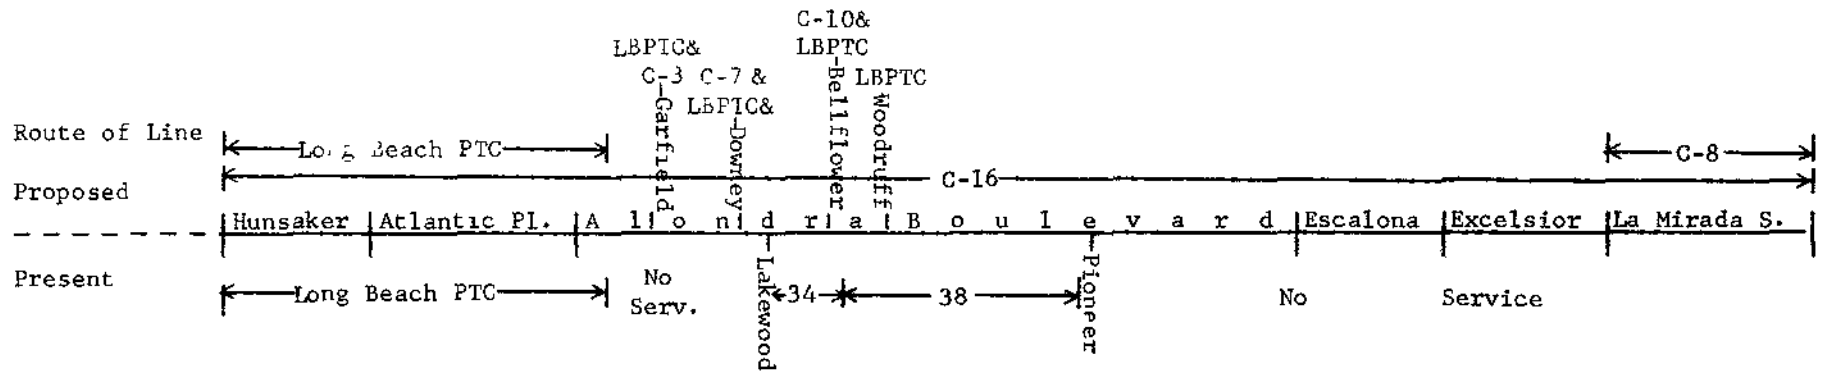 C-10&
LBPTC& LBPTC
C-3 C-7 & LBPTC
LBPTC&
Garfield
Downey
Bellflower
Woodruff
Route of Line
Long Beach PTC
C-8
Proposed
C-16
Hunsaker Atlantic Pl. A l o n d r a B o u l e v a r d Escalona Excelsior La Mirada S.
Present
Long Beach PTC
No
Serv.
Lakewood
34
38
Pioneer
No Service